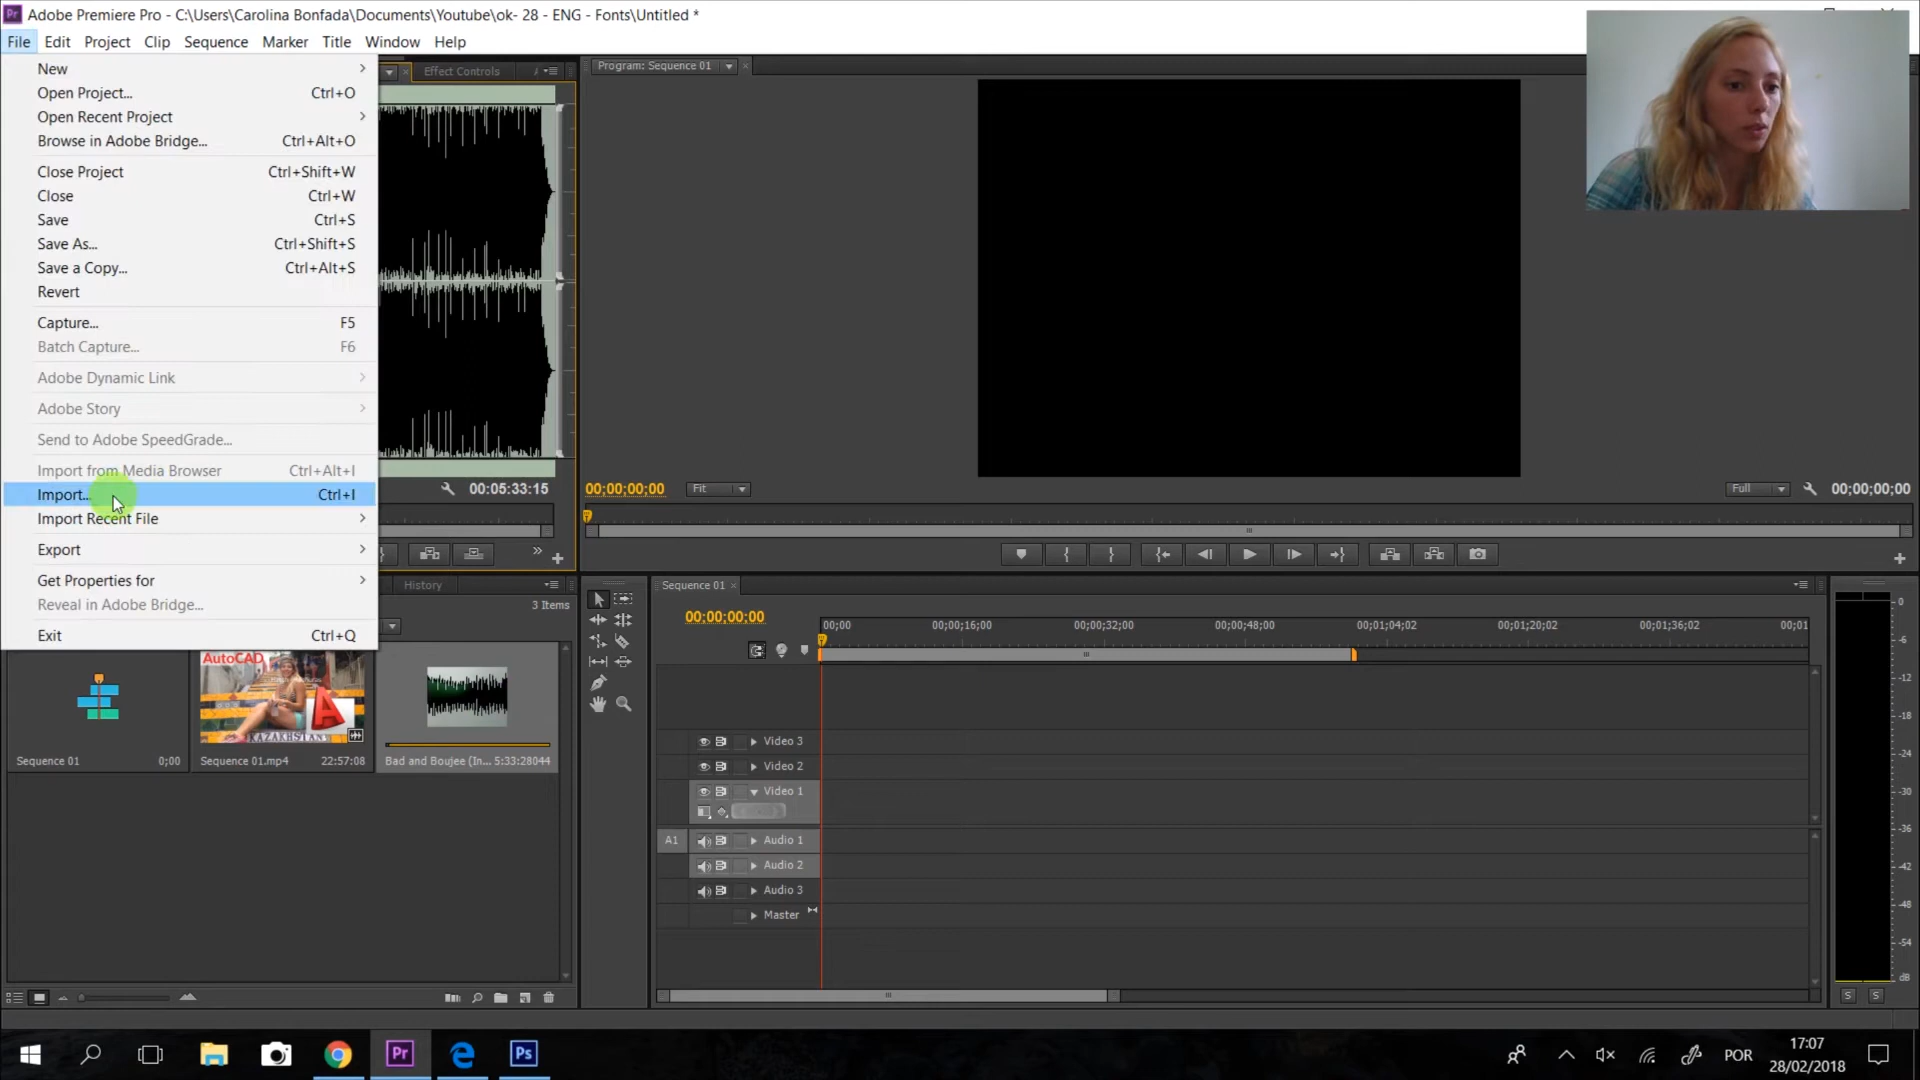 Adobe Premiere Pro - C:\Users\Carolina Bonfada\Documents\Youtube\ok- 28 - ENG - Fonts\Untitled *
File Edit Project Clip Sequence Marker Title Window Help
New
Open Project... Ctrl+O
Open Recent Project
Browse in Adobe Bridge... Ctrl+Alt+O
Close Project Ctrl+Shift+W
Close Ctrl+W
Save Ctrl+S
Save As... Ctrl+Shift+S
Save a Copy... Ctrl+Alt+S
Revert
Capture... F5
Batch Capture... F6
Adobe Dynamic Link
Adobe Story
Send to Adobe SpeedGrade...
Import from Media Browser Ctrl+Alt+I
Import... Ctrl+I
Import Recent File
Export
Get Properties for
Reveal in Adobe Bridge...
Exit Ctrl+Q
Effect Controls
00:05:33:15
Program: Sequence 01
00;00;00;00 Fit Full 00;00;00;00
History
3 Items
AutoCAD
A
KAZAKHSTAN
Sequence 01 0;00
Sequence 01.mp4 22:57:08
Bad and Boujee (In... 5:33:28044
Sequence 01
00;00;00;00
00;00 00;00;16;00 00;00;32;00 00;00;48;00 00;01;04;02 00;01;20;02 00;01;36;02 00;01
Video 3
Video 2
Video 1
A1 Audio 1
Audio 2
Audio 3
Master
0
-6
-12
-18
-24
-30
-36
-42
-48
-54
dB
S S
Pr
Ps
POR
17:07
28/02/2018